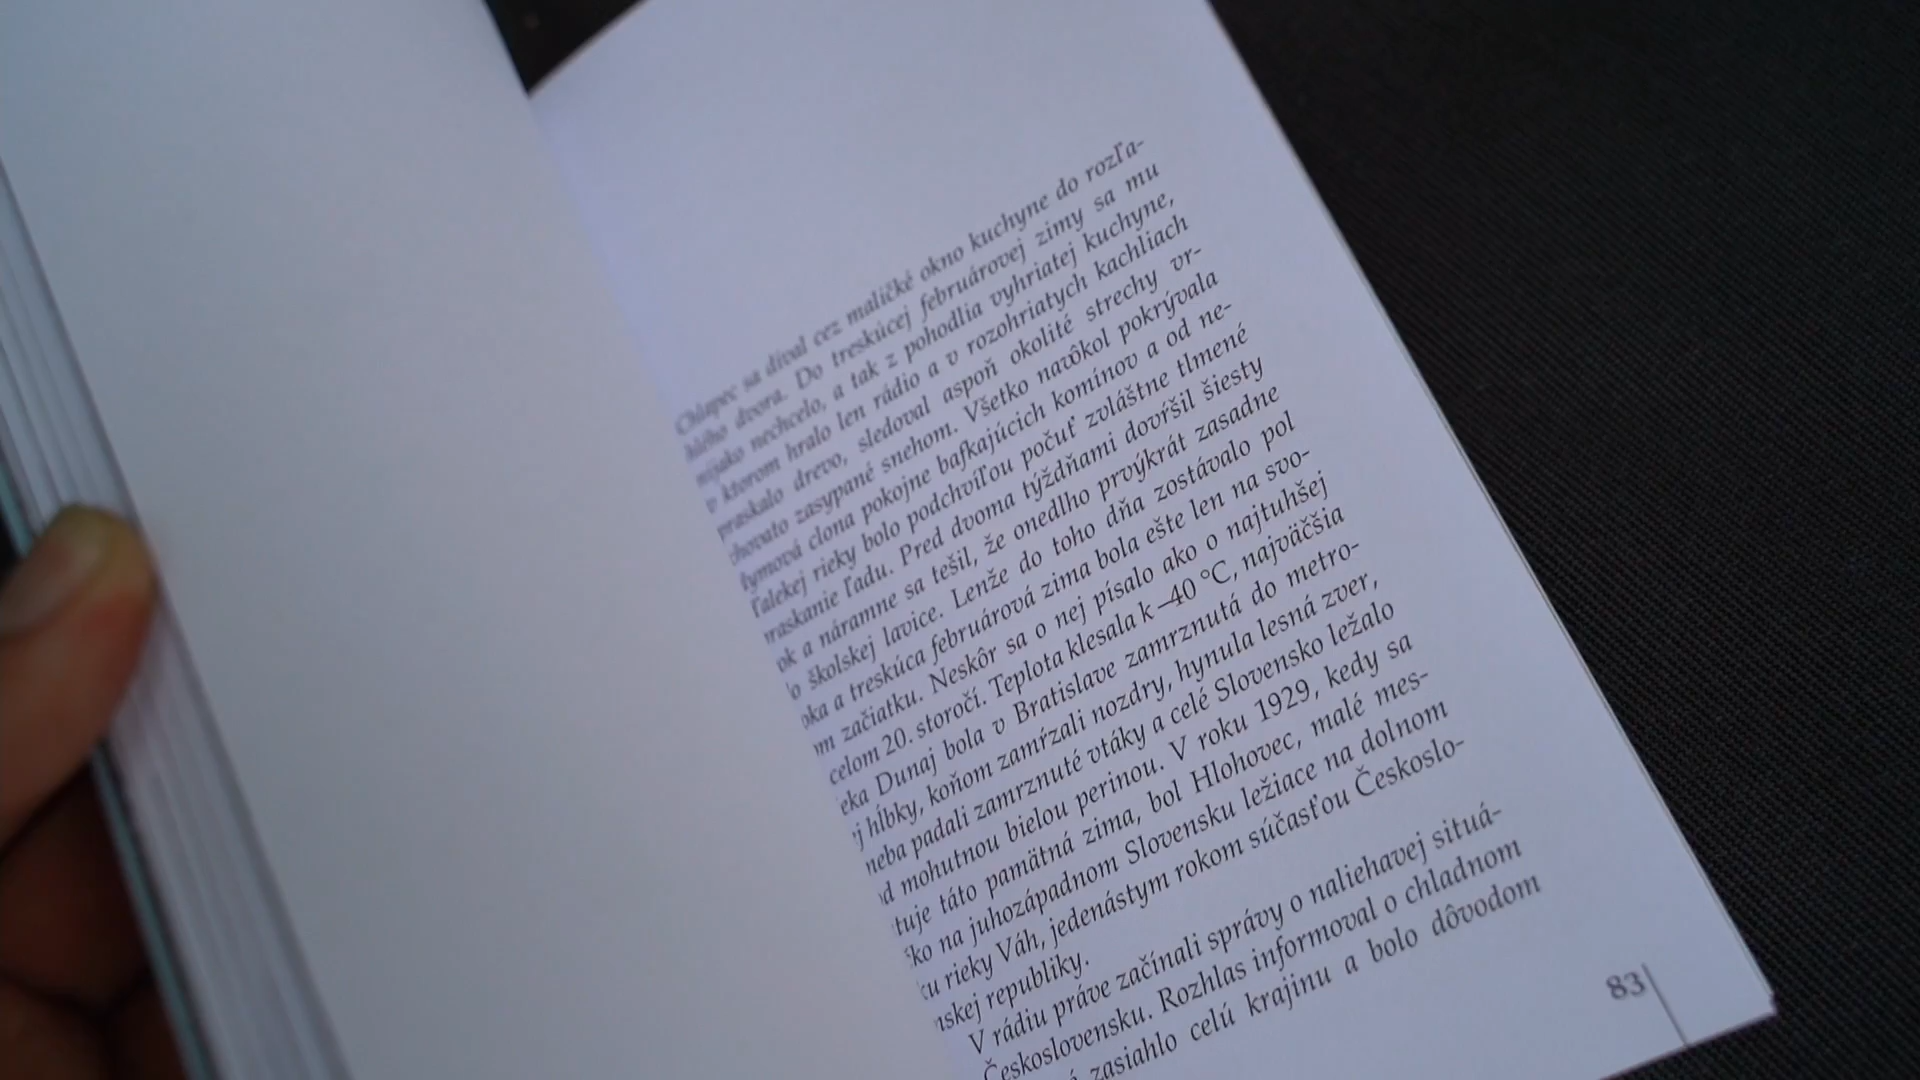 Chlapec sa díval cez maličké okno kuchyne do rozľa-
hlého dvora. Do treskúcej februárovej zimy sa mu
nijako nechcelo, a tak z pohodlia vyhriatej kuchyne,
v ktorom hralo len rádio a v rozohriatych kachliach
praskalo drevo, sledoval aspoň okolité strechy vr-
chovato zasypané snehom. Všetko navôkol pokrývala
dymová clona pokojne bafkajúcich komínov a od ne-
ďalekej rieky bolo podchvíľou počuť zvláštne tlmené
praskanie ľadu. Pred dvoma týždňami dovŕšil šiesty
ok a náramne sa tešil, že onedlho prvýkrát zasadne
o školskej lavice. Lenže do toho dňa zostávalo pol
oka a treskúca februárová zima bola ešte len na svo-
m začiatku. Neskôr sa o nej písalo ako o najtuhšej
celom 20. storočí. Teplota klesala k –40 °C, najväčšia
eka Dunaj bola v Bratislave zamrznutá do metro-
j hĺbky, koňom zamŕzali nozdry, hynula lesná zver,
neba padali zamrznuté vtáky a celé Slovensko ležalo
d mohutnou bielou perinou. V roku 1929, kedy sa
tuje táto pamätná zima, bol Hlohovec, malé mes-
ko na juhozápadnom Slovensku ležiace na dolnom
u rieky Váh, jedenástym rokom súčasťou Českoslo-
nskej republiky.
V rádiu práve začínali správy o naliehavej situá-
Československu. Rozhlas informoval o chladnom
zasiahlo celú krajinu a bolo dôvodom
83